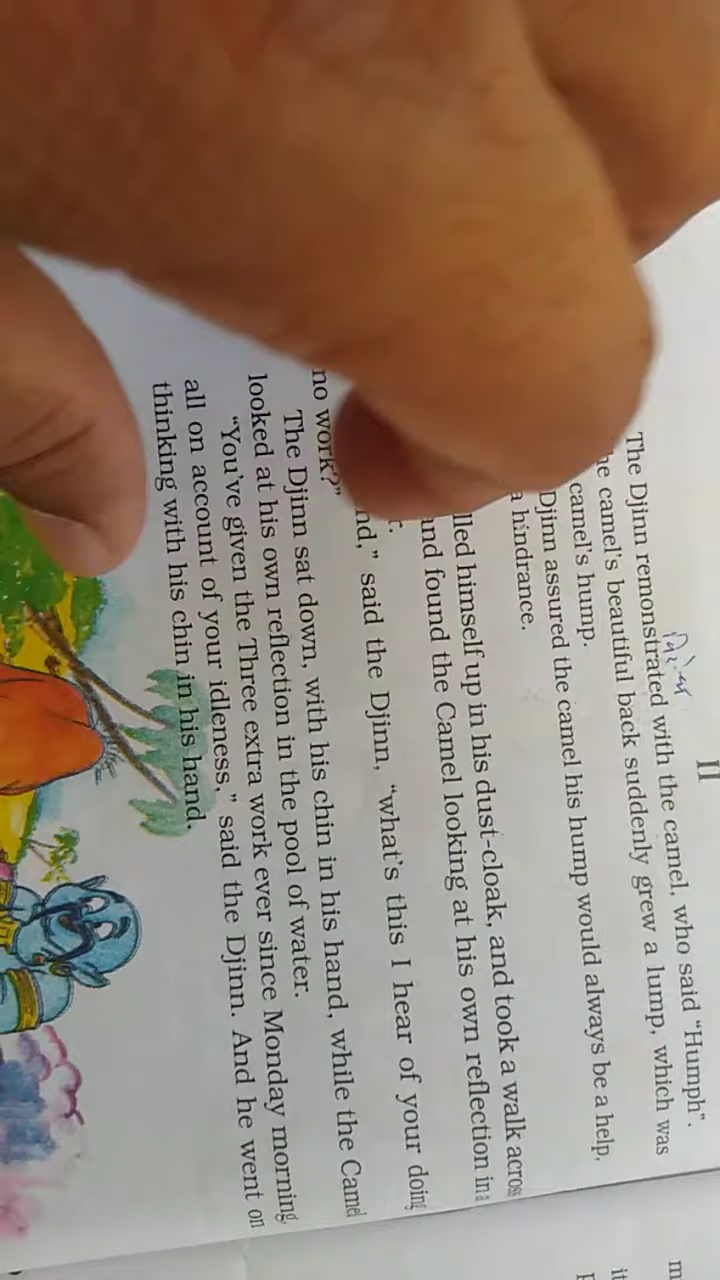 II
The Djinn remonstrated with the camel, who said “Humph”.
he camel's beautiful back suddenly grew a lump, which was
camel's hump.
Djinn assured the camel his hump would always be a help,
a hindrance.
lled himself up in his dust-cloak, and took a walk across
and found the Camel looking at his own reflection in a
r.
nd,” said the Djinn, “what's this I hear of your doing
no work?”
The Djinn sat down, with his chin in his hand, while the Camel
looked at his own reflection in the pool of water.
“You've given the Three extra work ever since Monday morning,
all on account of your idleness,” said the Djinn. And he went on
thinking with his chin in his hand.